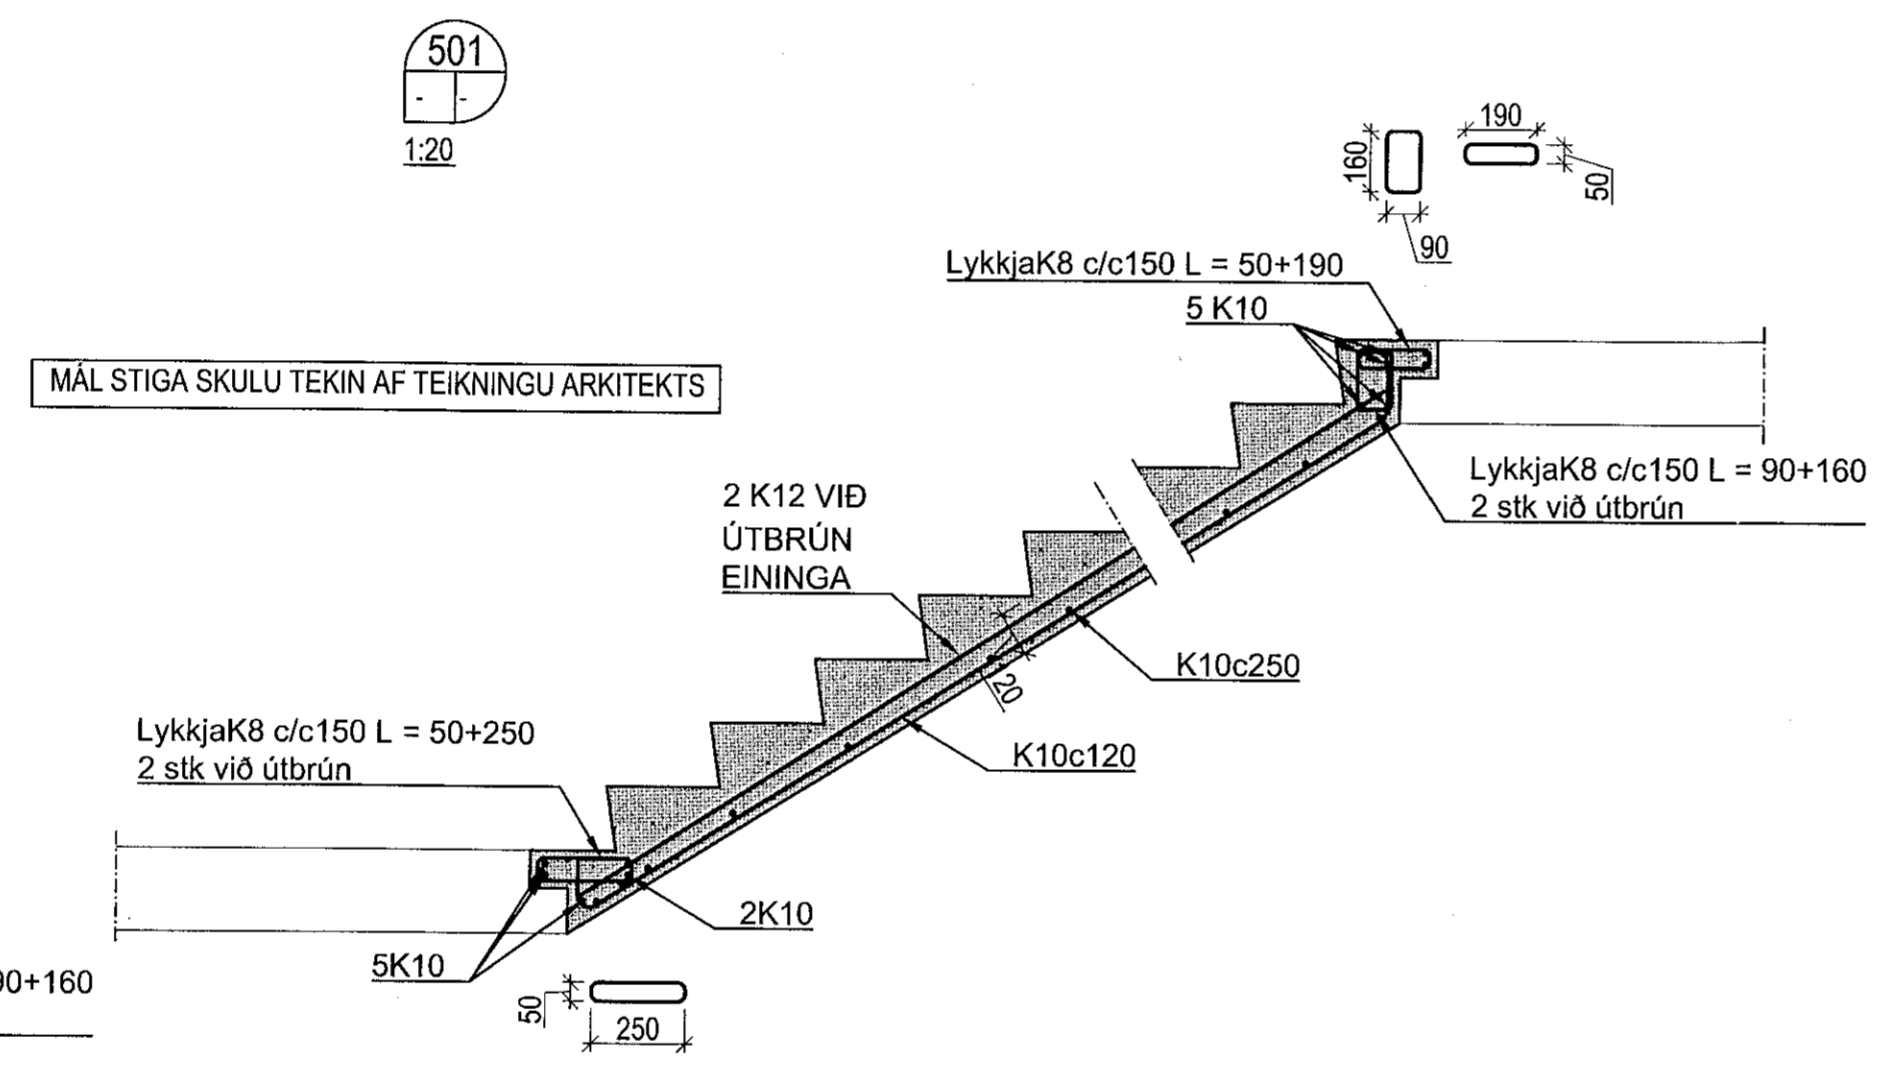 501
- -
1:20
190
160
50
90
LykkjaK8 c/c150 L = 50+190
5 K10
MÁL STIGA SKULU TEKIN AF TEIKNINGU ARKITEKTS
LykkjaK8 c/c150 L = 90+160
2 stk við útbrún
2 K12 VIÐ
ÚTBRÚN
EININGA
K10c250
20
LykkjaK8 c/c150 L = 50+250
2 stk við útbrún
K10c120
2K10
5K10
90+160
50
250